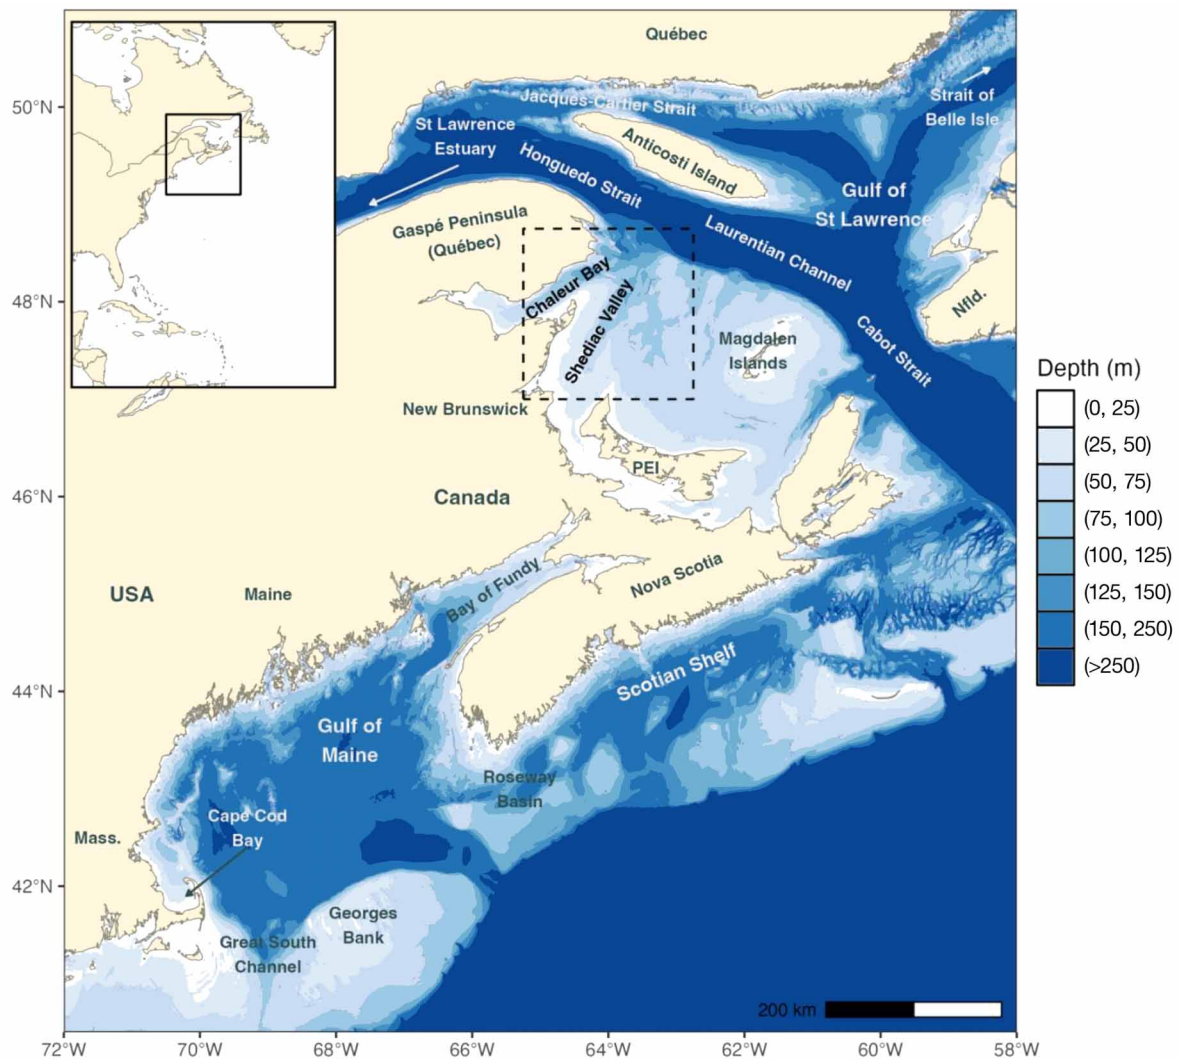 Québec
50°N
Jacques-Cartier Strait
Strait of
Belle Isle
St Lawrence
Estuary
Anticosti Island
Honguedo Strait
Gulf of
St Lawrence
Gaspé Peninsula
(Québec)
Laurentian Channel
48°N
Chaleur Bay
Shediac Valley
Nfld.
Magdalen
Islands
Cabot Strait
New Brunswick
PEI
46°N
Canada
USA
Maine
Bay of Fundy
Nova Scotia
44°N
Scotian Shelf
Gulf of
Maine
Roseway
Basin
Cape Cod
Bay
Mass.
42°N
Georges
Bank
Great South
Channel
200 km
72°W
70°W
68°W
66°W
64°W
62°W
60°W
58°W
Depth (m)
(0, 25)
(25, 50)
(50, 75)
(75, 100)
(100, 125)
(125, 150)
(150, 250)
(>250)